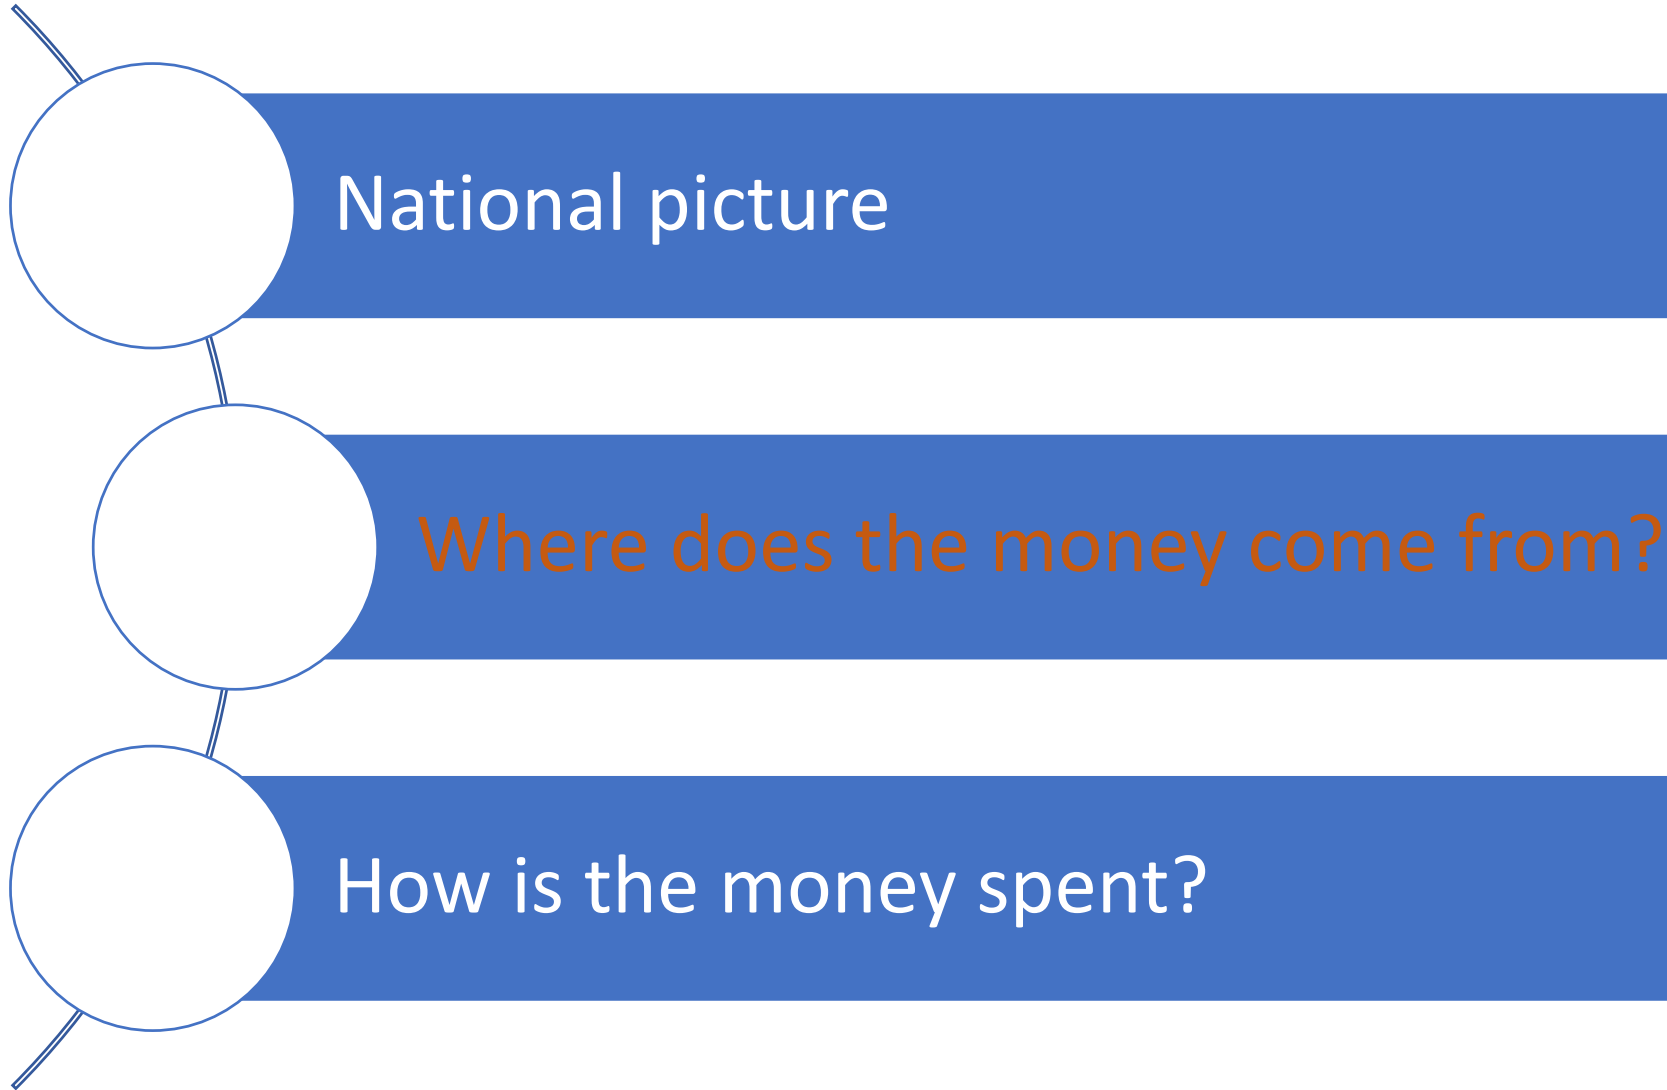 National picture
Where does the money come from?
How is the money spent?